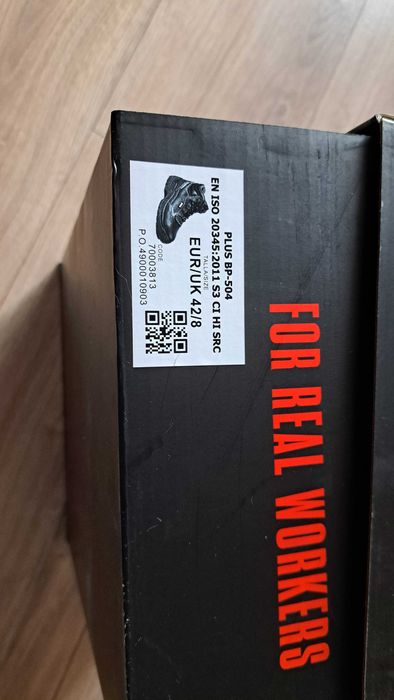 PLUS BP-504
EN ISO 20345:2011 S3 CI HI SRC
TALLA/SIZE
EUR/UK 42/8
CODE
70003813
P.O.4900010903
FOR REAL WORKERS